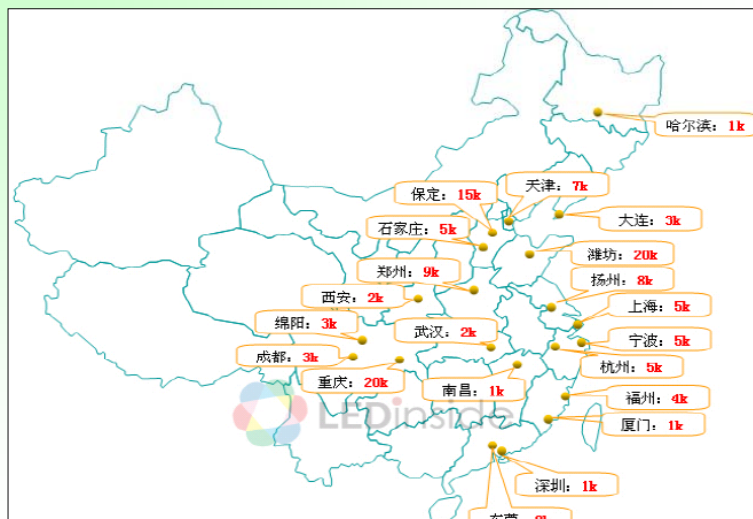 哈尔滨: 1k
天津: 7k
保定: 15k
大连: 3k
石家庄: 5k
潍坊: 20k
郑州: 9k
扬州: 8k
西安: 2k
上海: 5k
绵阳: 3k
武汉: 2k
宁波: 5k
成都: 3k
杭州: 5k
重庆: 20k
南昌: 1k
福州: 4k
LEDinside
厦门: 1k
深圳: 1k